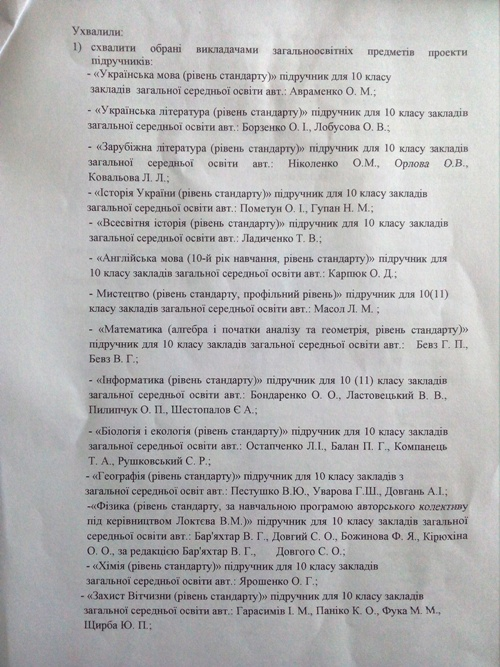 Ухвалили:
1) схвалити обрані викладачами загальноосвітніх предметів проекти
підручників:
- «Українська мова (рівень стандарту)» підручник для 10 класу
закладів загальної середньої освіти авт.: Авраменко О. М.;
- «Українська література (рівень стандарту)» підручник для 10 класу закладів
загальної середньої освіти авт.: Борзенко О. І., Лобусова О. В.;
- «Зарубіжна література (рівень стандарту)» підручник для 10 класу закладів
загальної середньої освіти авт.: Ніколенко О.М., Орлова О.В.,
Ковальова Л. Л.;
- «Історія України (рівень стандарту)» підручник для 10 класу закладів
загальної середньої освіти авт.: Пометун О. І., Гупан Н. М.;
- «Всесвітня історія (рівень стандарту)» підручник для 10 класу закладів
загальної середньої освіти авт.: Ладиченко Т. В.;
- «Англійська мова (10-й рік навчання, рівень стандарту)» підручник для
10 класу закладів загальної середньої освіти авт.: Карпюк О. Д.;
- Мистецтво (рівень стандарту, профільний рівень)» підручник для 10(11)
класу закладів загальної середньої освіти авт.: Масол Л. М. ;
- «Математика (алгебра і початки аналізу та геометрія, рівень стандарту)»
підручник для 10 класу закладів загальної середньої освіти авт.: Бевз Г. П.,
Бевз В. Г.;
- «Інформатика (рівень стандарту)» підручник для 10 (11) класу закладів
загальної середньої освіти авт.: Бондаренко О. О., Ластовецький В. В.,
Пилипчук О. П., Шестопалов Є А.;
- «Біологія і екологія (рівень стандарту)» підручник для 10 класу закладів
загальної середньої освіти авт.: Остапченко Л.І., Балан П. Г., Компанець
Т. А., Рушковський С. Р.;
- «Географія (рівень стандарту)» підручник для 10 класу закладів з
загальної середньої освіт авт.: Пестушко В.Ю., Уварова Г.Ш., Довгань А.І.;
-«Фізика (рівень стандарту, за навчальною програмою авторського колективу
під керівництвом Локтєва В.М.)» підручник для 10 класу закладів загальної
середньої освіти авт.: Бар'яхтар В. Г., Довгий С. О., Божинова Ф. Я., Кірюхіна
О. О., за редакцією Бар'яхтар В. Г., Довгого С. О.;
- «Хімія (рівень стандарту)» підручник для 10 класу закладів
загальної середньої освіти авт.: Ярошенко О. Г.;
- «Захист Вітчизни (рівень стандарту)» підручник для 10 класу закладів
загальної середньої освіти авт.: Гарасимів І. М., Паніко К. О., Фука М. М.,
Щирба Ю. П.;